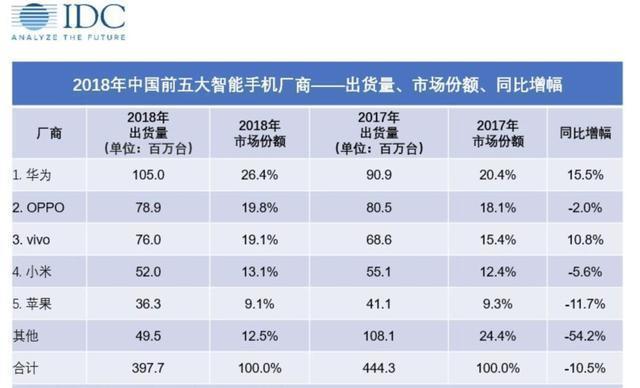 IDC
ANALYZE THE FUTURE
2018年中国前五大智能手机厂商——出货量、市场份额、同比增幅
厂商 2018年出货量(单位：百万台) 2018年市场份额 2017年出货量(单位：百万台) 2017年市场份额 同比增幅
1. 华为 105.0 26.4% 90.9 20.4% 15.5%
2. OPPO 78.9 19.8% 80.5 18.1% -2.0%
3. vivo 76.0 19.1% 68.6 15.4% 10.8%
4. 小米 52.0 13.1% 55.1 12.4% -5.6%
5. 苹果 36.3 9.1% 41.1 9.3% -11.7%
其他 49.5 12.5% 108.1 24.4% -54.2%
合计 397.7 100.0% 444.3 100.0% -10.5%